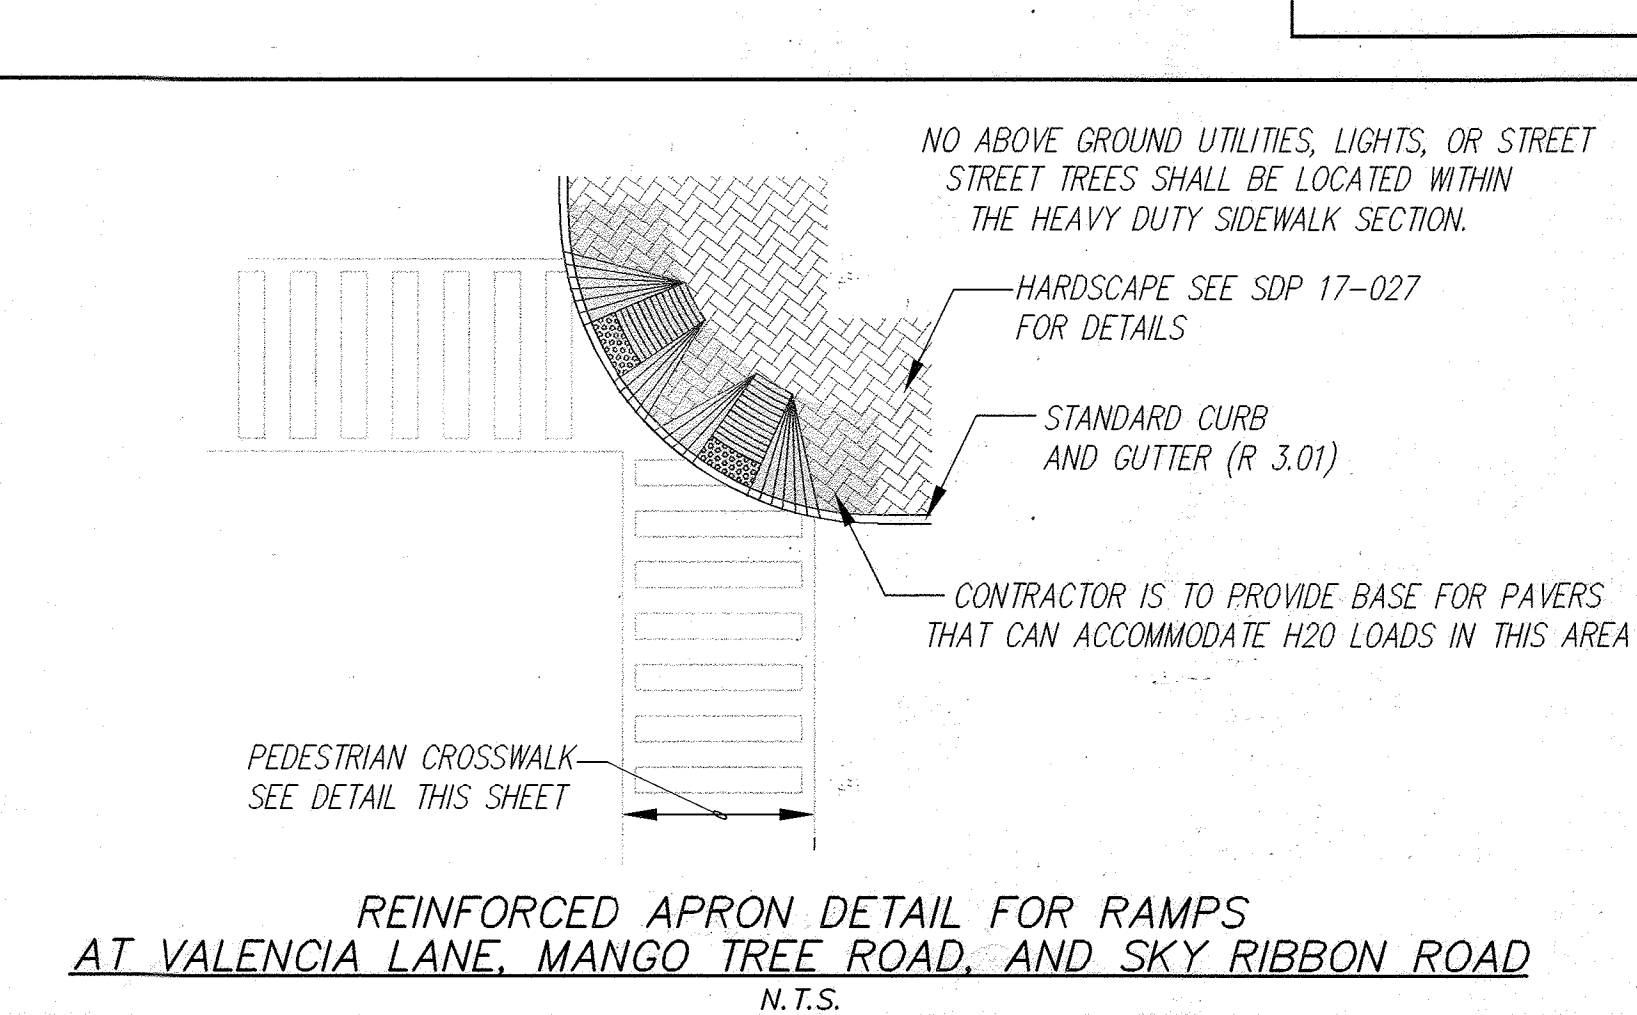 NO ABOVE GROUND UTILITIES, LIGHTS, OR STREET
STREET TREES SHALL BE LOCATED WITHIN
THE HEAVY DUTY SIDEWALK SECTION.
HARDSCAPE SEE SDP 17-027
FOR DETAILS
STANDARD CURB
AND GUTTER (R 3.01)
CONTRACTOR IS TO PROVIDE BASE FOR PAVERS
THAT CAN ACCOMMODATE H20 LOADS IN THIS AREA
PEDESTRIAN CROSSWALK
SEE DETAIL THIS SHEET
REINFORCED APRON DETAIL FOR RAMPS
AT VALENCIA LANE, MANGO TREE ROAD, AND SKY RIBBON ROAD
N.T.S.